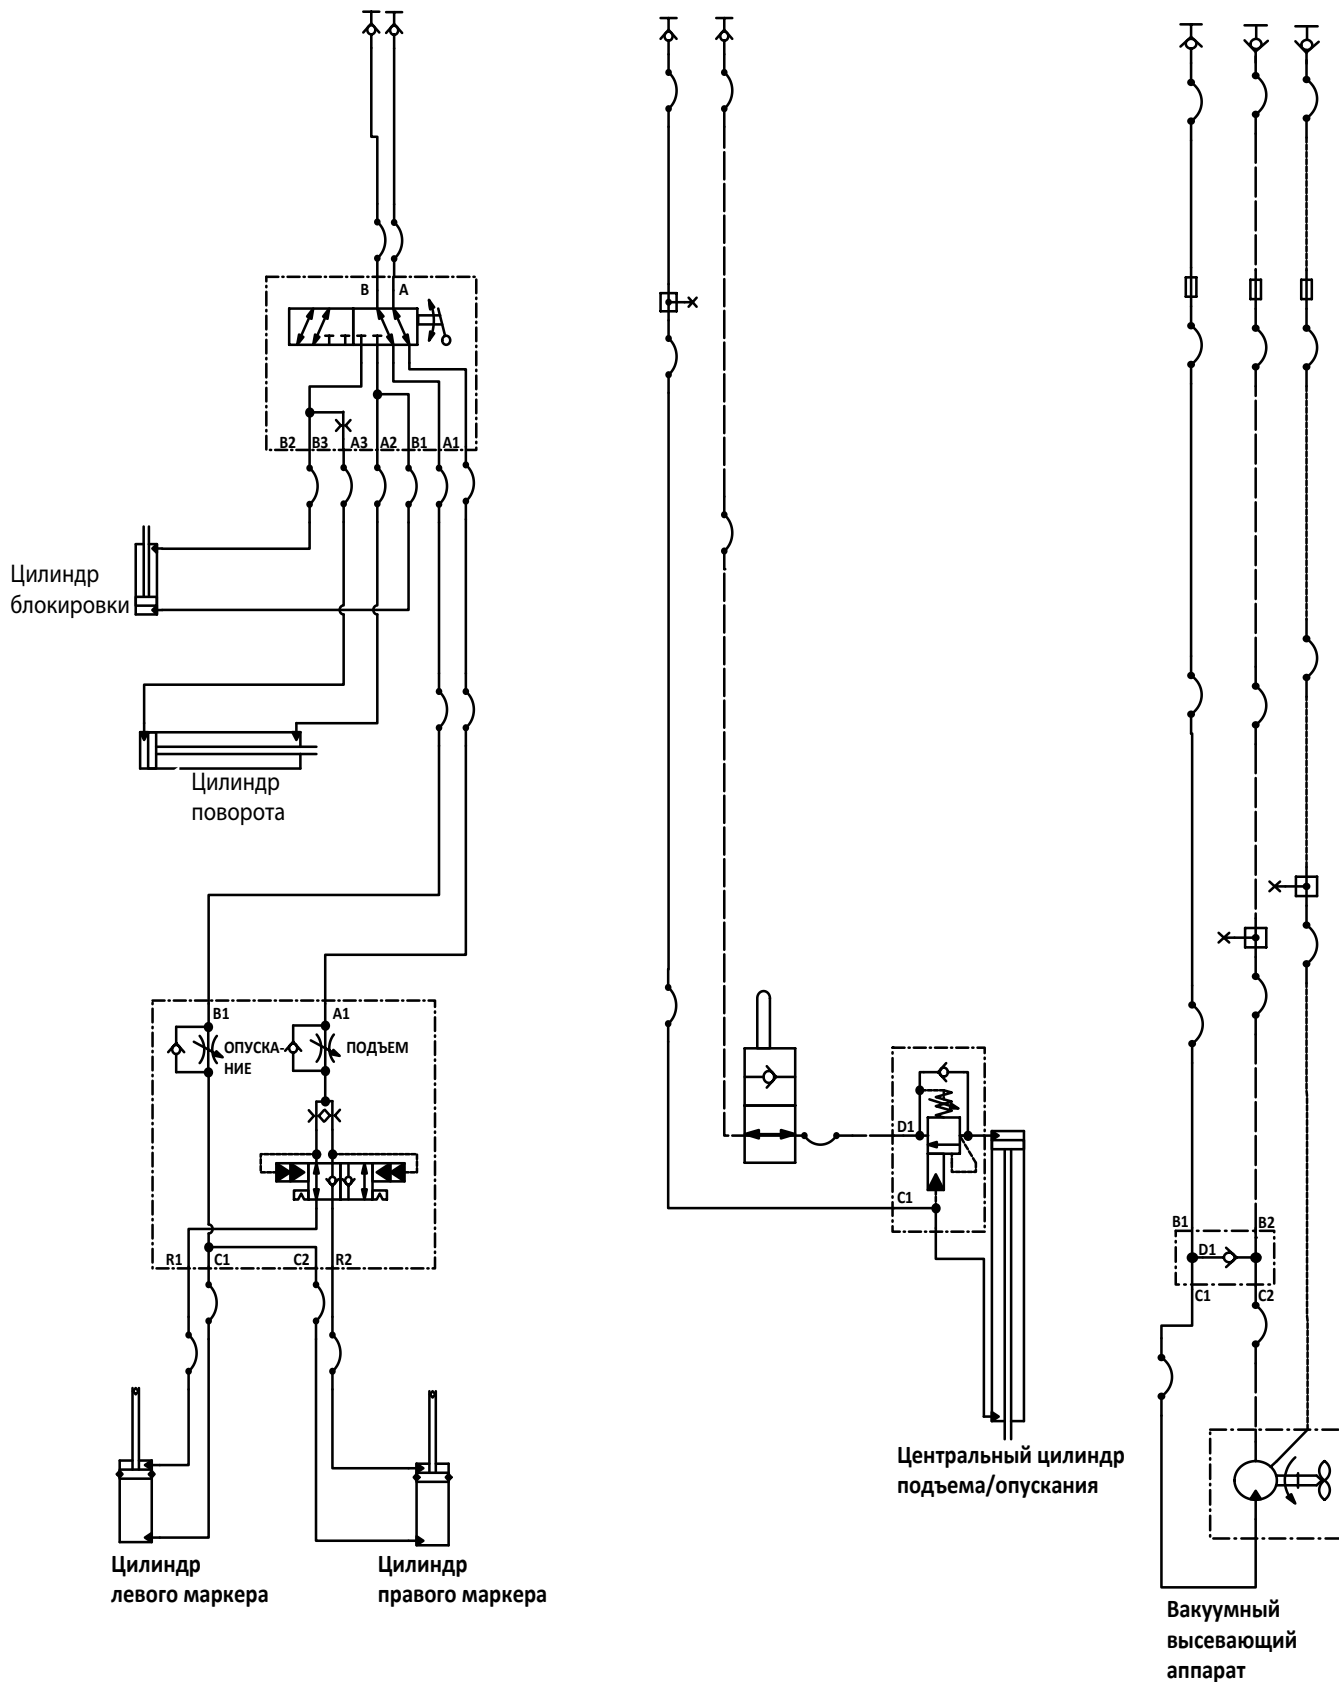 B A
B2 B3 A3 A2 B1 A1
Цилиндр
блокировки
Цилиндр
поворота
B1 A1
ОПУСКА-
НИЕ
ПОДЪЕМ
R1 C1 C2 R2
Цилиндр
левого маркера
Цилиндр
правого маркера
D1
C1
Центральный цилиндр
подъема/опускания
B1 B2
D1
C1 C2
Вакуумный
высевающий
аппарат